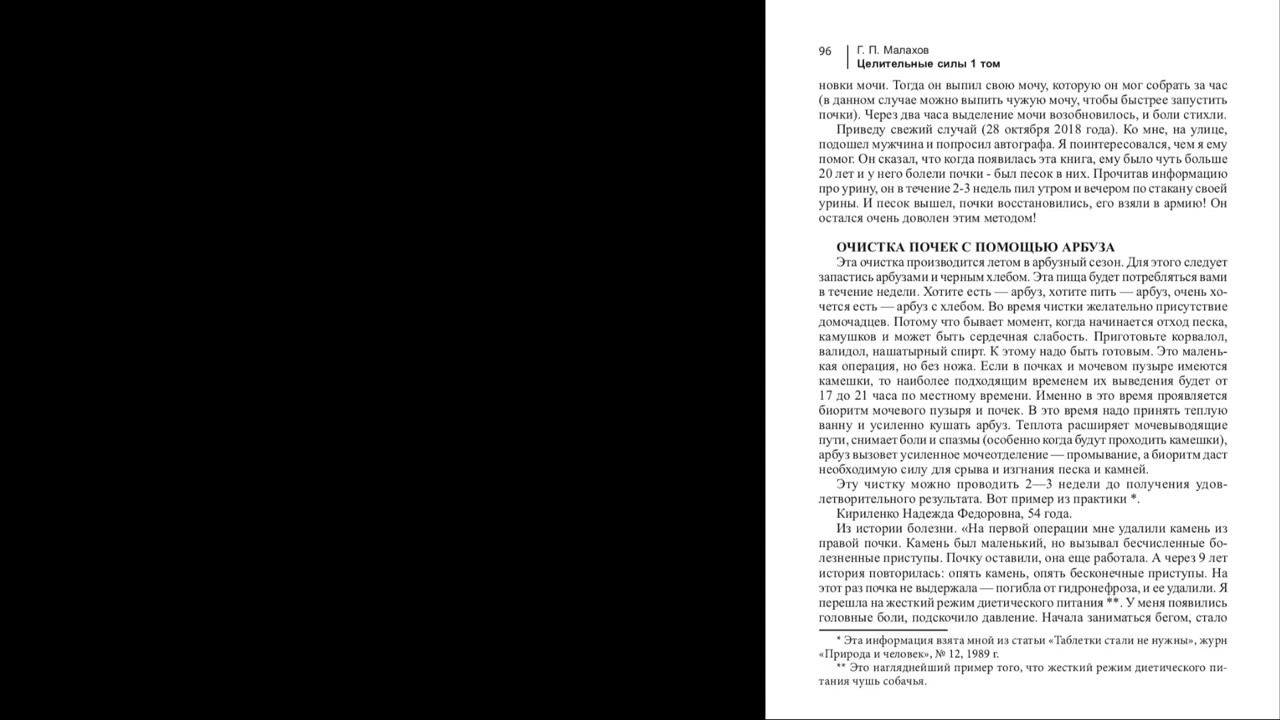 96
Г. П. Малахов
Целительные силы 1 том
новки мочи. Тогда он выпил свою мочу, которую он мог собрать за час
(в данном случае можно выпить чужую мочу, чтобы быстрее запустить
почки). Через два часа выделение мочи возобновилось, и боли стихли.
Приведу свежий случай (28 октября 2018 года). Ко мне, на улице,
подошел мужчина и попросил автографа. Я поинтересовался, чем я ему
помог. Он сказал, что когда появилась эта книга, ему было чуть больше
20 лет и у него болели почки - был песок в них. Прочитав информацию
про урину, он в течение 2-3 недель пил утром и вечером по стакану своей
урины. И песок вышел, почки восстановились, его взяли в армию! Он
остался очень доволен этим методом!
ОЧИСТКА ПОЧЕК С ПОМОЩЬЮ АРБУЗА
Эта очистка производится летом в арбузный сезон. Для этого следует
запастись арбузами и черным хлебом. Эта пища будет потребляться вами
в течение недели. Хотите есть — арбуз, хотите пить — арбуз, очень хо-
чется есть — арбуз с хлебом. Во время чистки желательно присутствие
домочадцев. Потому что бывает момент, когда начинается отход песка,
камушков и может быть сердечная слабость. Приготовьте корвалол,
валидол, нашатырный спирт. К этому надо быть готовым. Это малень-
кая операция, но без ножа. Если в почках и мочевом пузыре имеются
камешки, то наиболее подходящим временем их выведения будет от
17 до 21 часа по местному времени. Именно в это время проявляется
биоритм мочевого пузыря и почек. В это время надо принять теплую
ванну и усиленно кушать арбуз. Теплота расширяет мочевыводящие
пути, снимает боли и спазмы (особенно когда будут проходить камешки),
арбуз вызовет усиленное мочеотделение — промывание, а биоритм даст
необходимую силу для срыва и изгнания песка и камней.
Эту чистку можно проводить 2—3 недели до получения удов-
летворительного результата. Вот пример из практики *.
Кириленко Надежда Федоровна, 54 года.
Из истории болезни. «На первой операции мне удалили камень из
правой почки. Камень был маленький, но вызывал бесчисленные бо-
лезненные приступы. Почку оставили, она еще работала. А через 9 лет
история повторилась: опять камень, опять бесконечные приступы. На
этот раз почка не выдержала — погибла от гидронефроза, и ее удалили. Я
перешла на жесткий режим диетического питания **. У меня появились
головные боли, подскочило давление. Начала заниматься бегом, стало
* Эта информация взята мной из статьи «Таблетки стали не нужны», журн
«Природа и человек», № 12, 1989 г.
** Это нагляднейший пример того, что жесткий режим диетического пи-
тания чушь собачья.